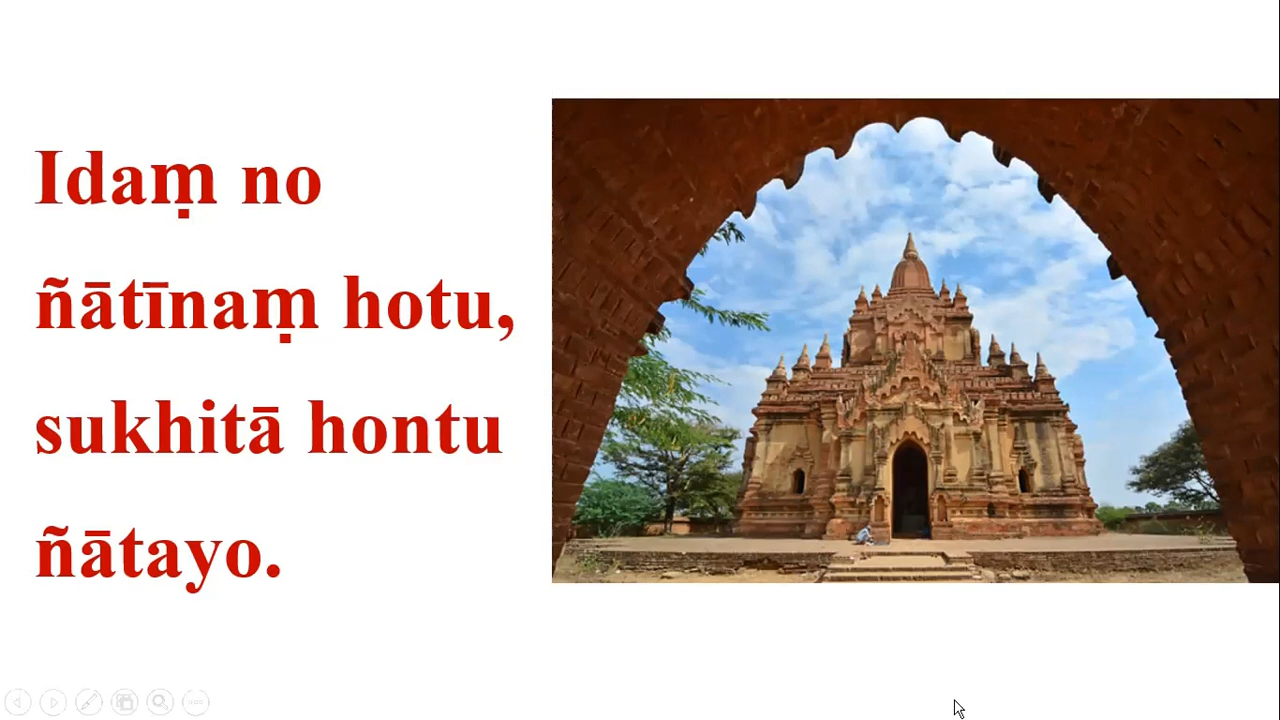 Idaṃ no
ñātīnaṃ hotu,
sukhitā hontu
ñātayo.